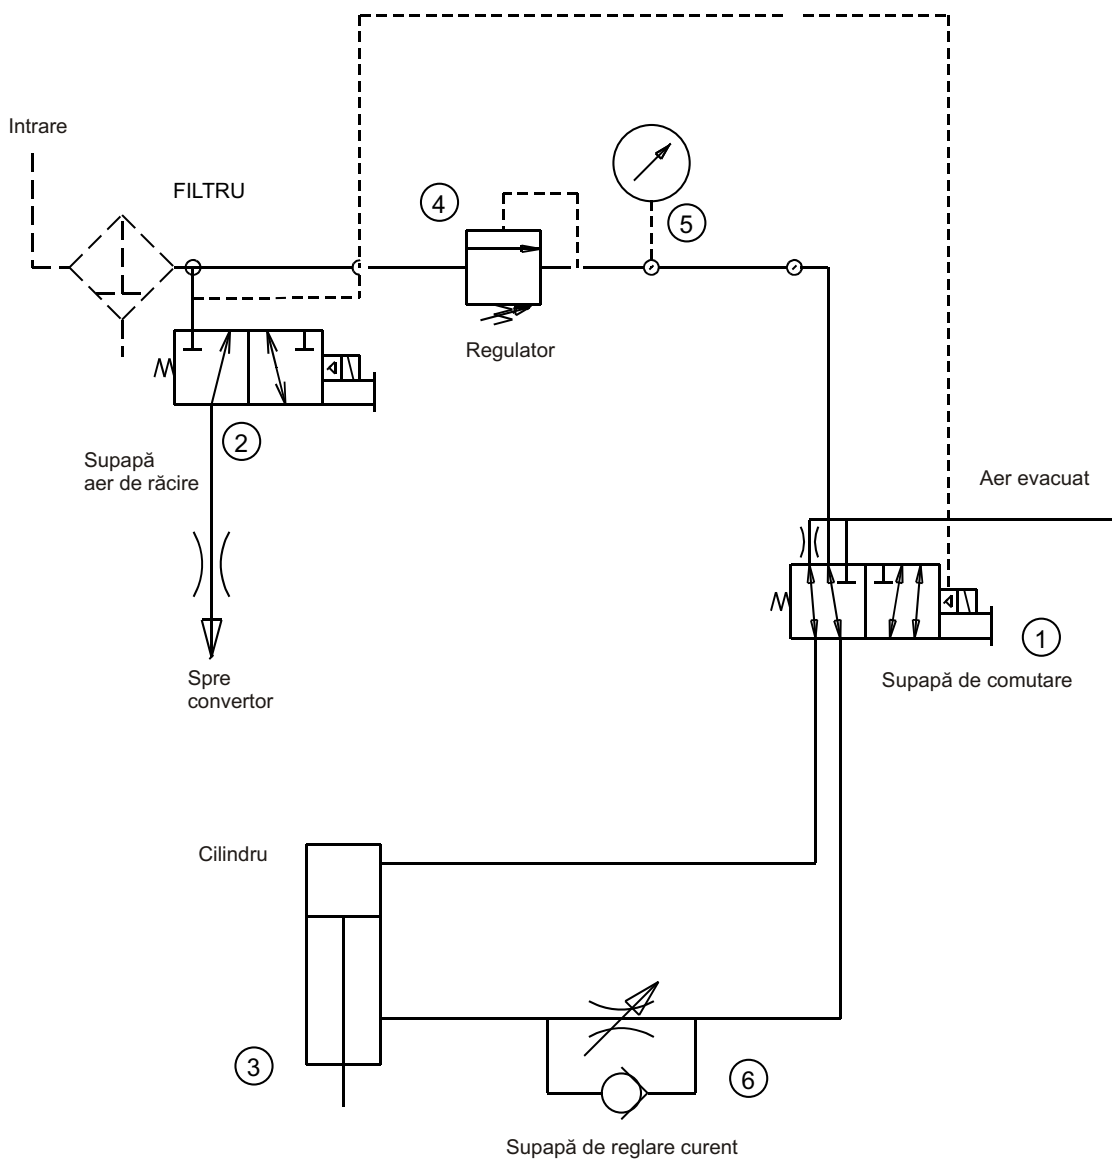 Intrare
FILTRU
4
5
Regulator
2
Supapă
aer de răcire
Aer evacuat
1
Spre
convertor
Supapă de comutare
Cilindru
3
6
Supapă de reglare curent